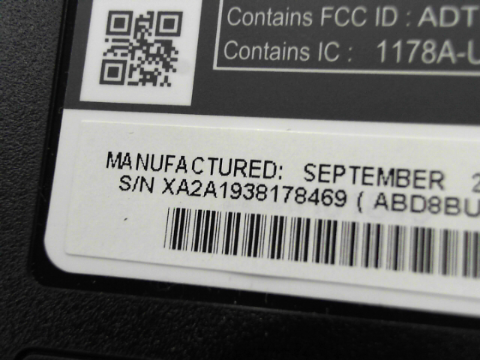 Contains FCC ID : ADT
Contains IC : 1178A-U
MANUFACTURED: SEPTEMBER 2
S/N XA2A1938178469 ( ABD8BU